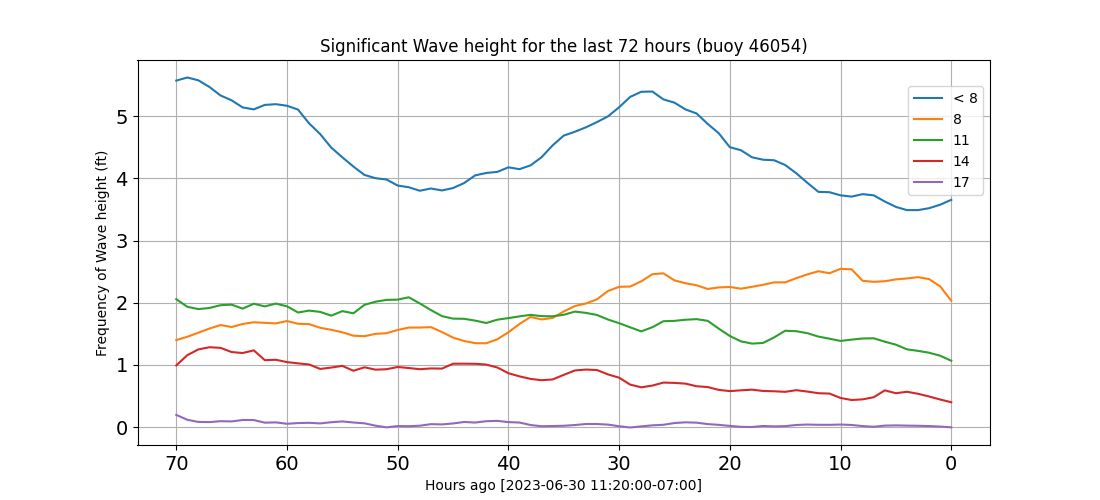 Significant Wave height for the last 72 hours (buoy 46054)
Frequency of Wave height (ft)
5
4
3
2
1
0
< 8
8
11
14
17
70 60 50 40 30 20 10 0
Hours ago [2023-06-30 11:20:00-07:00]